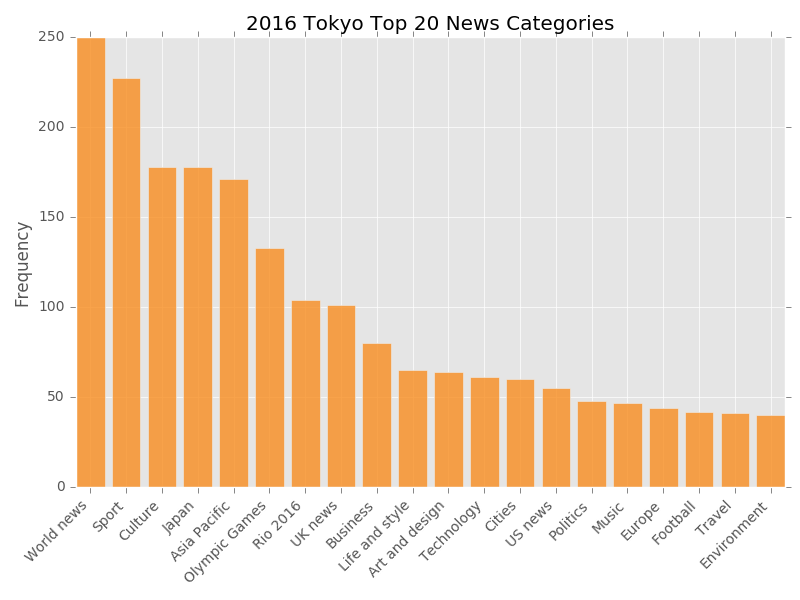 2016 Tokyo Top 20 News Categories
250
200
150
100
50
0
Frequency
World news
Sport
Culture
Japan
Asia Pacific
Olympic Games
Rio 2016
UK news
Business
Life and style
Art and design
Technology
Cities
US news
Politics
Music
Europe
Football
Travel
Environment